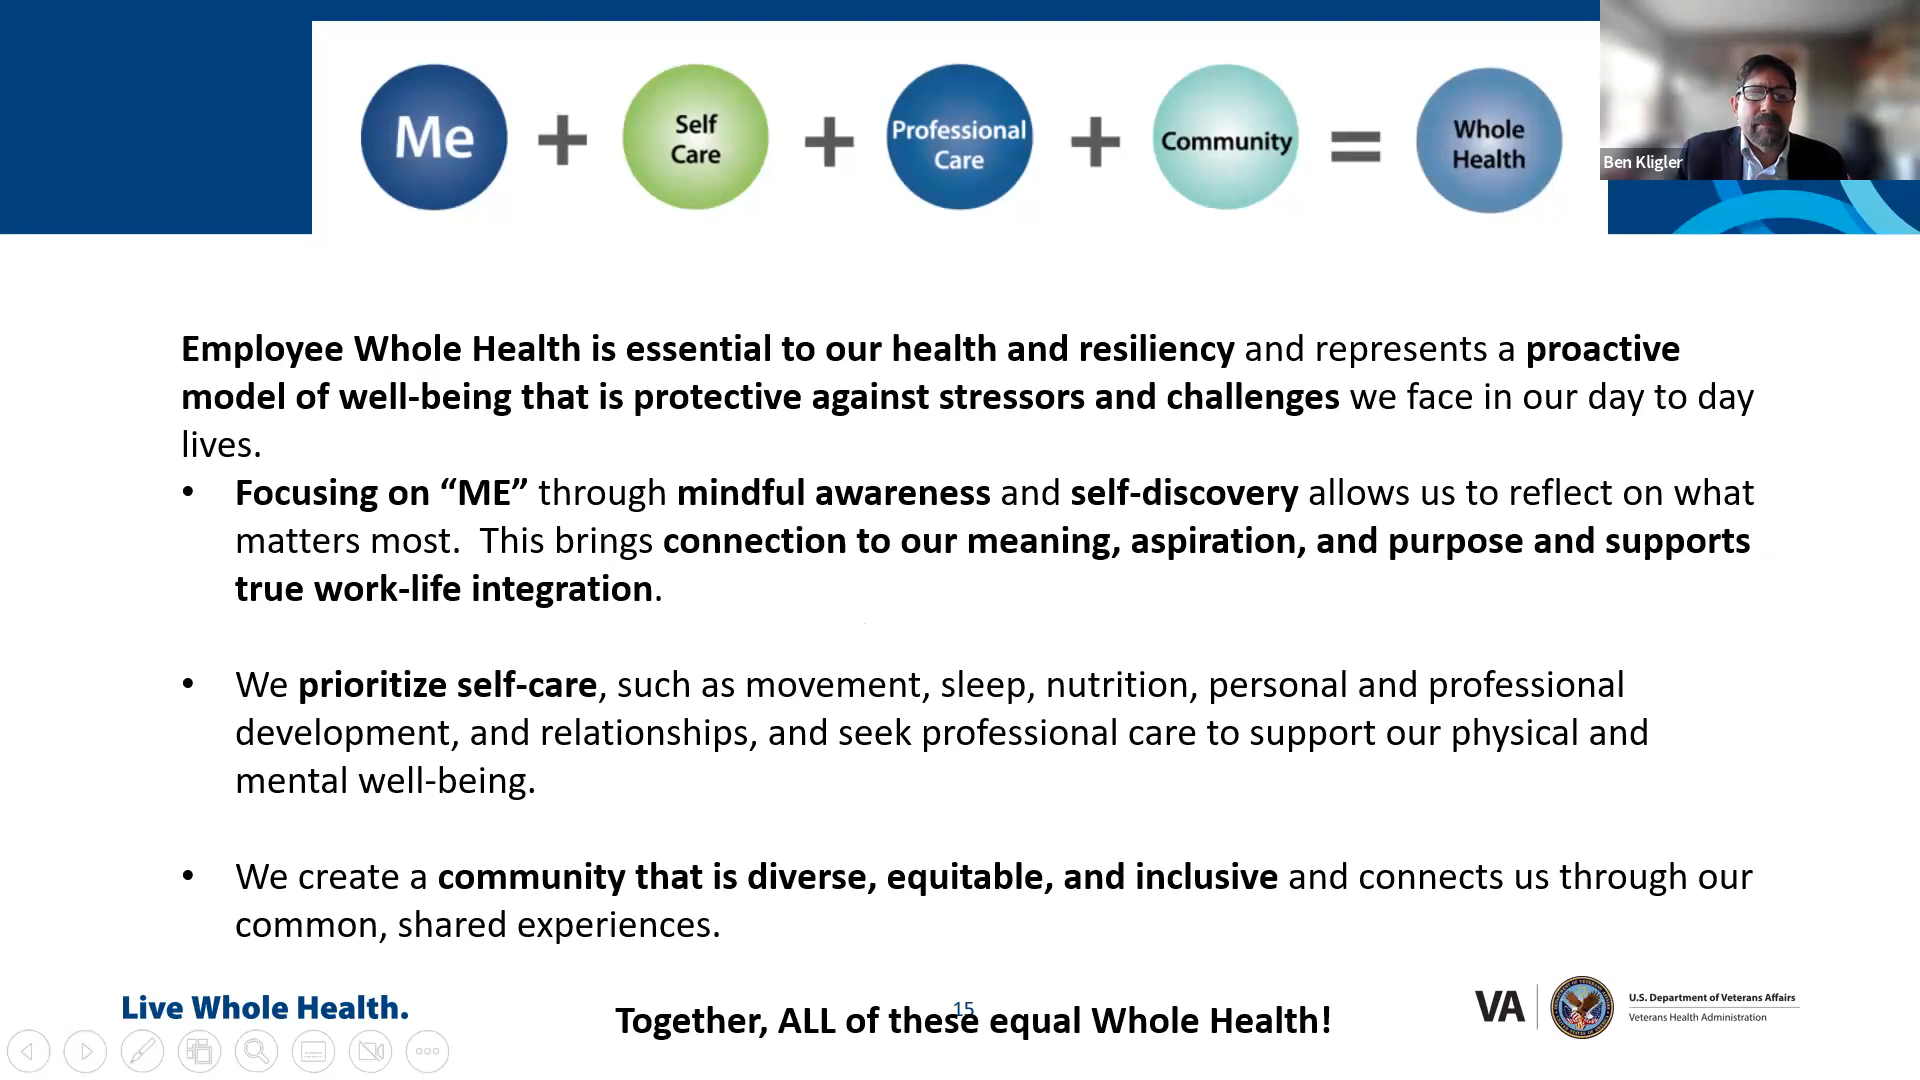 Me + Self Care + Professional Care + Community = Whole Health
Ben Kligler
Employee Whole Health is essential to our health and resiliency and represents a proactive
model of well-being that is protective against stressors and challenges we face in our day to day
lives.
• Focusing on “ME” through mindful awareness and self-discovery allows us to reflect on what
matters most.  This brings connection to our meaning, aspiration, and purpose and supports
true work-life integration.
• We prioritize self-care, such as movement, sleep, nutrition, personal and professional
development, and relationships, and seek professional care to support our physical and
mental well-being.
• We create a community that is diverse, equitable, and inclusive and connects us through our
common, shared experiences.
Live Whole Health.
15
Together, ALL of these equal Whole Health!
VA
U.S. Department of Veterans Affairs
Veterans Health Administration